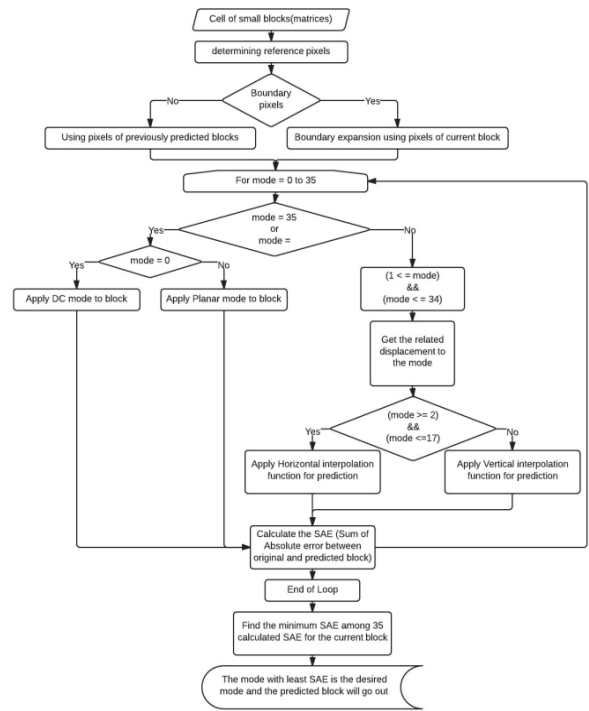 Cell of small blocks(matrices)
determining reference pixels
Boundary
pixels
No
Yes
Using pixels of previously predicted blocks
Boundary expansion using pixels of current block
For mode = 0 to 35
mode = 35
or
mode =
Yes
No
mode = 0
Yes
No
(1 < = mode)
&&
(mode < = 34)
Apply DC mode to block
Apply Planar mode to block
Get the related
displacement to
the mode
(mode >= 2)
&&
(mode <=17)
Yes
No
Apply Horizontal interpolation
function for prediction
Apply Vertical interpolation
function for prediction
Calculate the SAE (Sum of
Absolute error between
original and predicted block)
End of Loop
Find the minimum SAE among 35
calculated SAE for the current block
The mode with least SAE is the desired
mode and the predicted block will go out